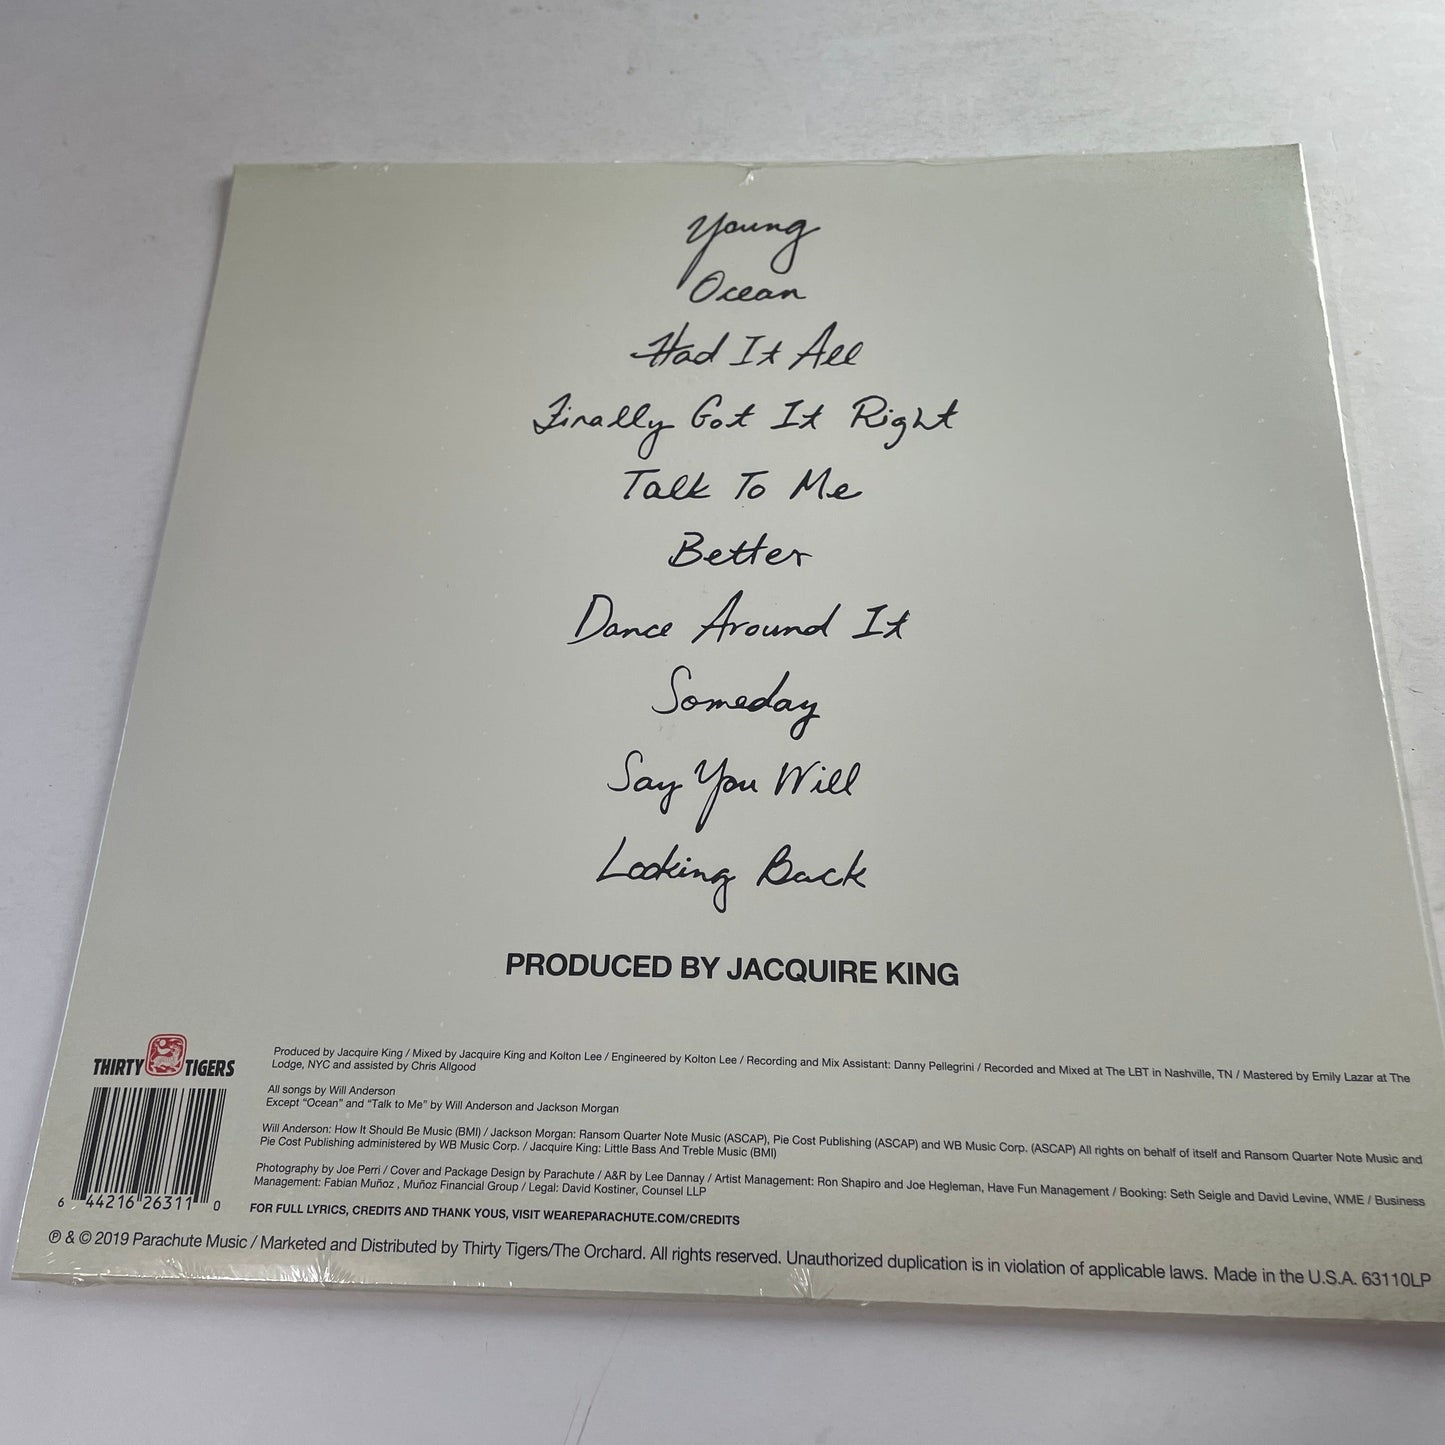 Young
Ocean
Had It All
Finally Got It Right
Talk To Me
Better
Dance Around It
Someday
Say You Will
Looking Back
PRODUCED BY JACQUIRE KING
THIRTY TIGERS
Produced by Jacquire King / Mixed by Jacquire King and Kolton Lee / Engineered by Kolton Lee / Recording and Mix Assistant: Danny Pellegrini / Recorded and Mixed at The LBT in Nashville, TN / Mastered by Emily Lazar at The
Lodge, NYC and assisted by Chris Allgood
All songs by Will Anderson
Except “Ocean” and “Talk to Me” by Will Anderson and Jackson Morgan
Will Anderson: How It Should Be Music (BMI) / Jackson Morgan: Ransom Quarter Note Music (ASCAP), Pie Cost Publishing (ASCAP) and WB Music Corp. (ASCAP) All rights on behalf of itself and Ransom Quarter Note Music and
Pie Cost Publishing administered by WB Music Corp. / Jacquire King: Little Bass And Treble Music (BMI)
Photography by Joe Perri / Cover and Package Design by Parachute / A&R by Lee Dannay / Artist Management: Ron Shapiro and Joe Hegleman, Have Fun Management / Booking: Seth Seigle and David Levine, WME / Business
Management: Fabian Muñoz , Muñoz Financial Group / Legal: David Kostiner, Counsel LLP
6 44216 26311 0
FOR FULL LYRICS, CREDITS AND THANK YOUS, VISIT WEAREPARACHUTE.COM/CREDITS
℗ & © 2019 Parachute Music / Marketed and Distributed by Thirty Tigers/The Orchard. All rights reserved. Unauthorized duplication is in violation of applicable laws. Made in the U.S.A. 63110LP